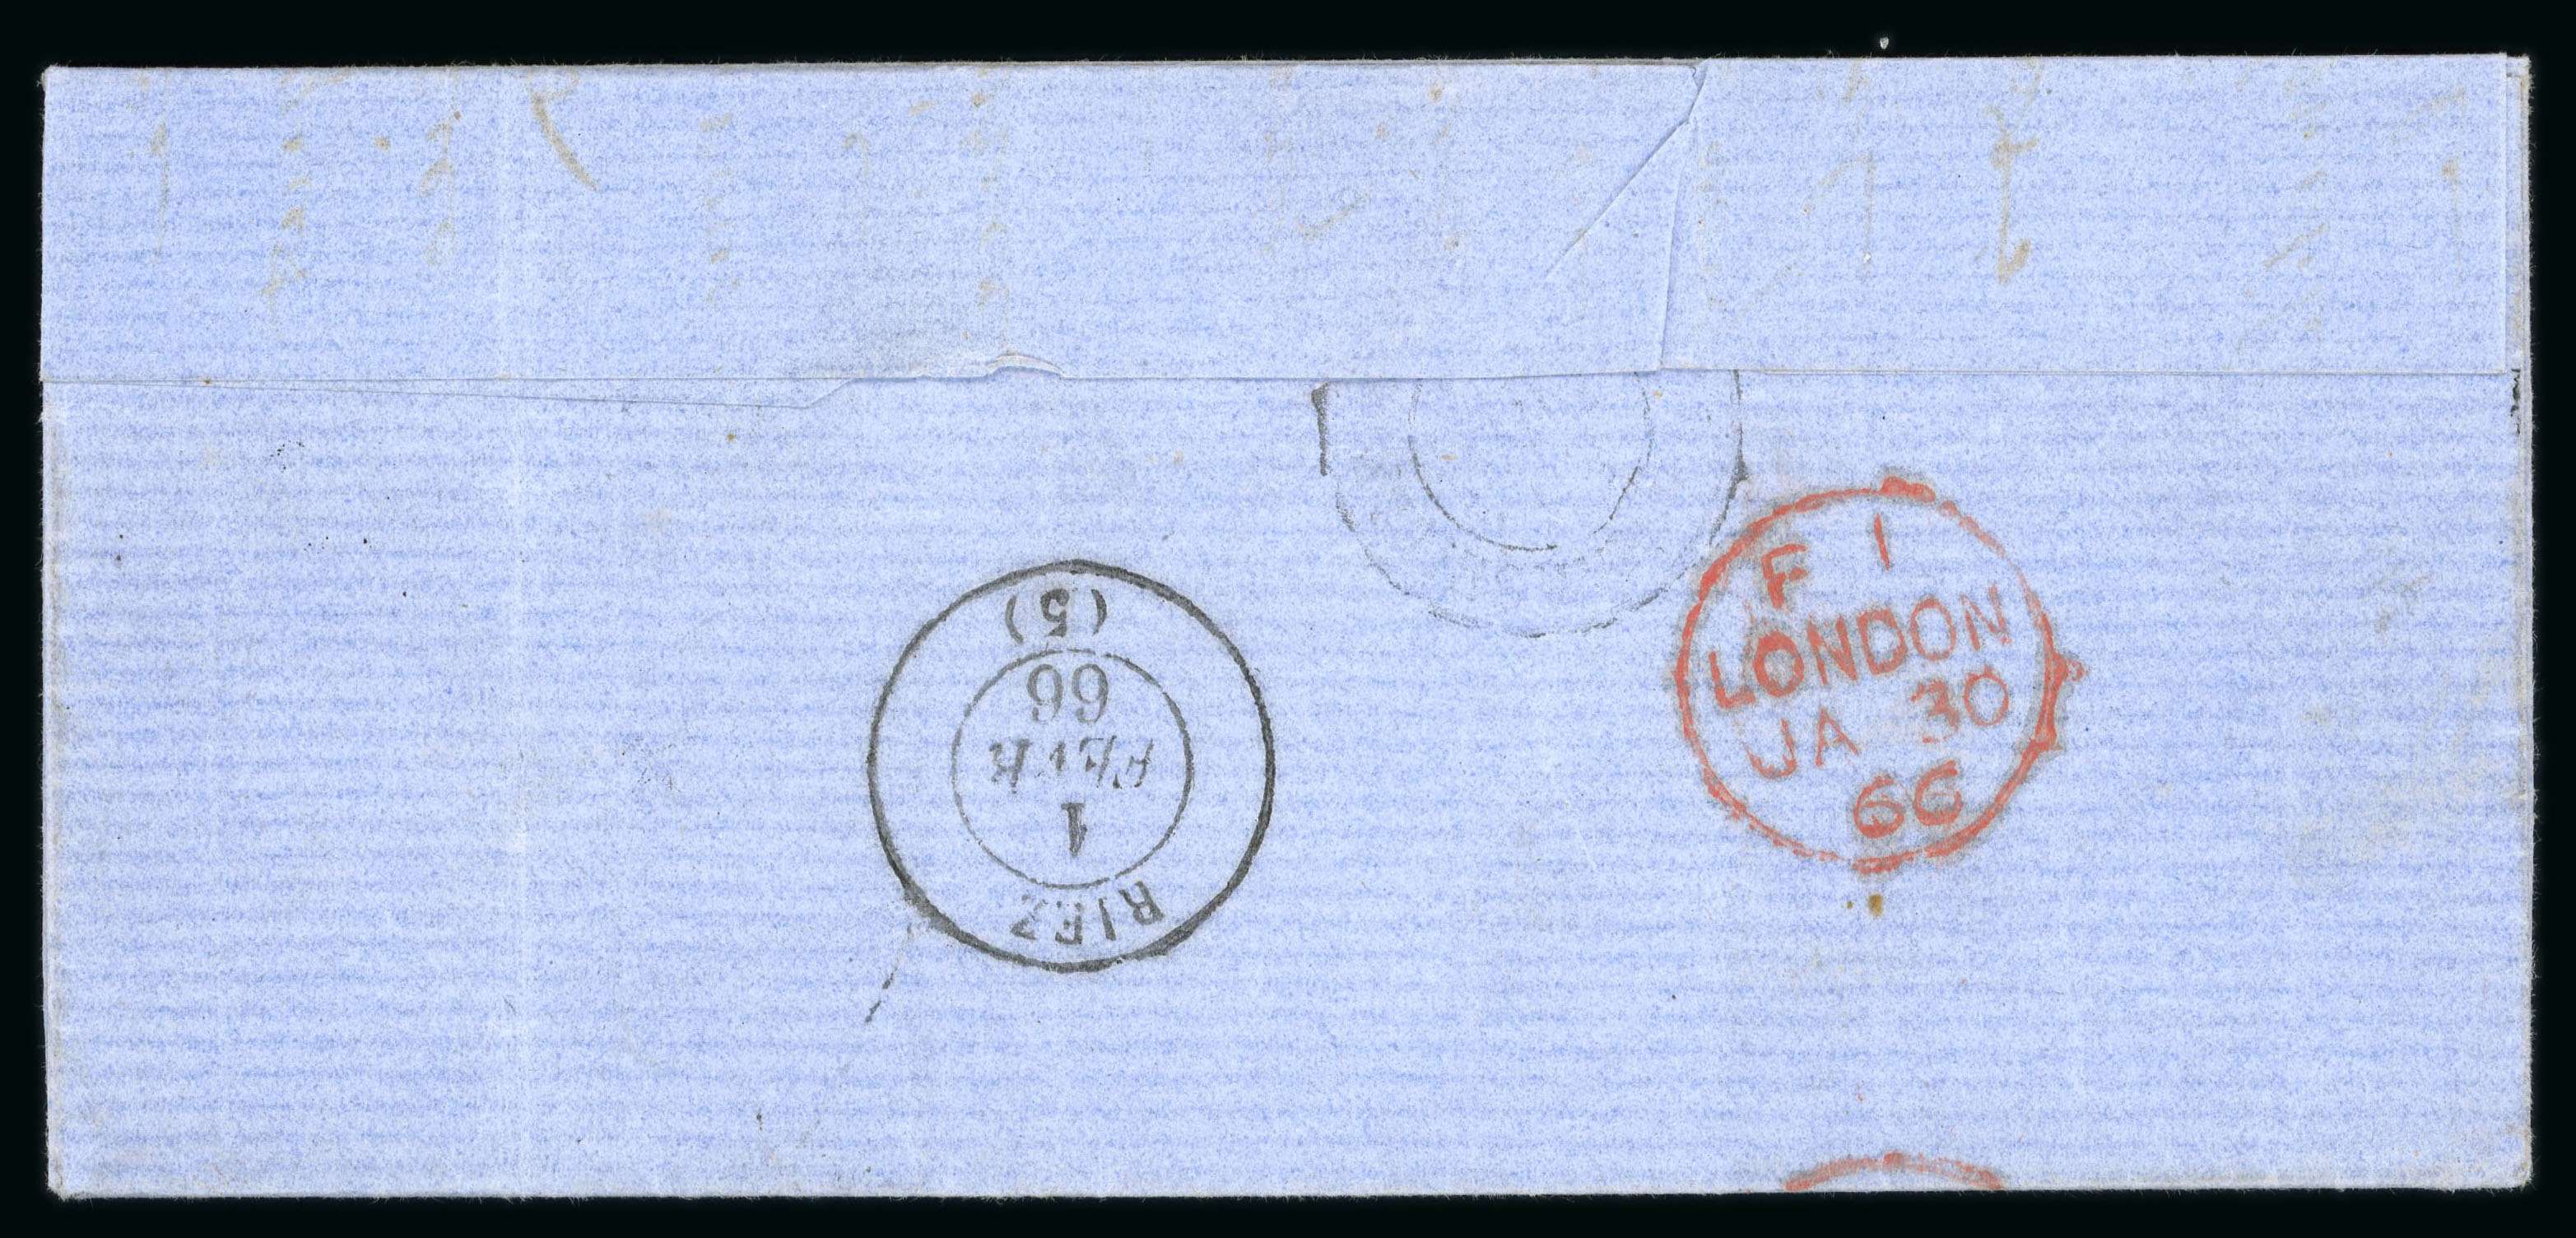 F 1
LONDON
JA 30
66
RIEZ
1
FEVR
66
(5)